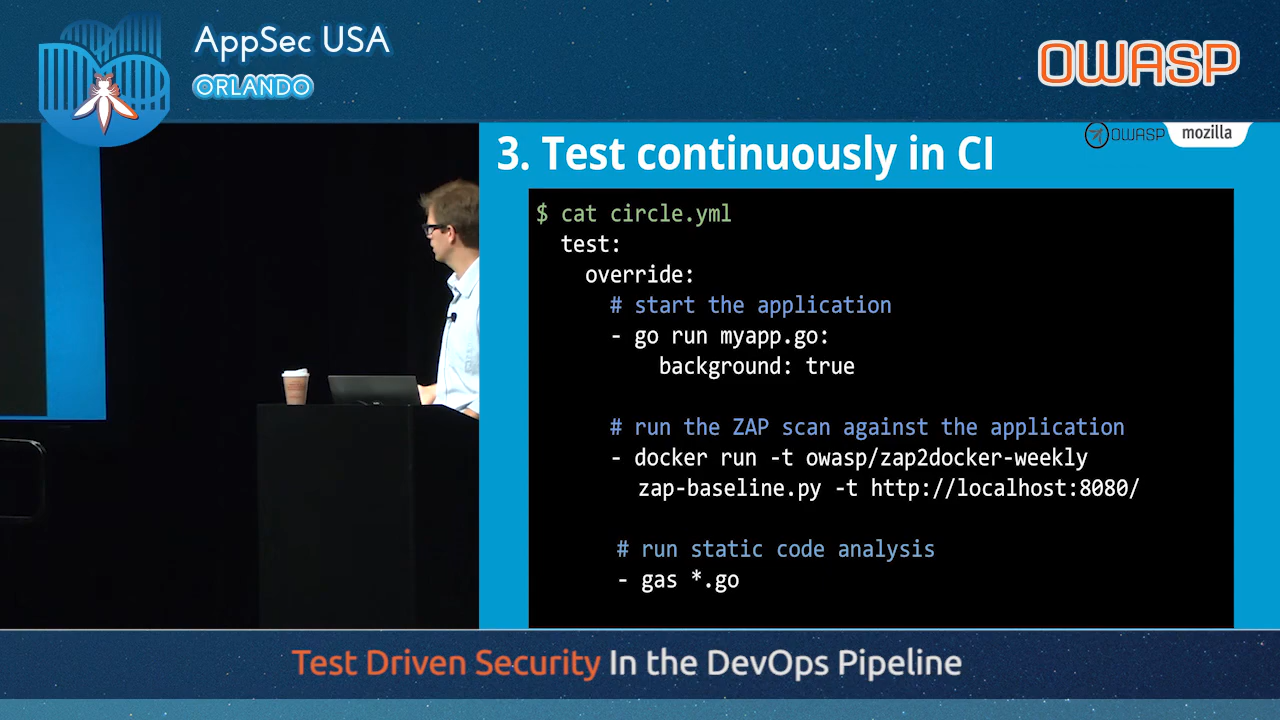 AppSec USA
ORLANDO
OWASP
OWASP
mozilla
3. Test continuously in CI
$ cat circle.yml
test:
override:
# start the application
- go run myapp.go:
background: true
# run the ZAP scan against the application
- docker run -t owasp/zap2docker-weekly
zap-baseline.py -t http://localhost:8080/
# run static code analysis
- gas *.go
Test Driven Security In the DevOps Pipeline